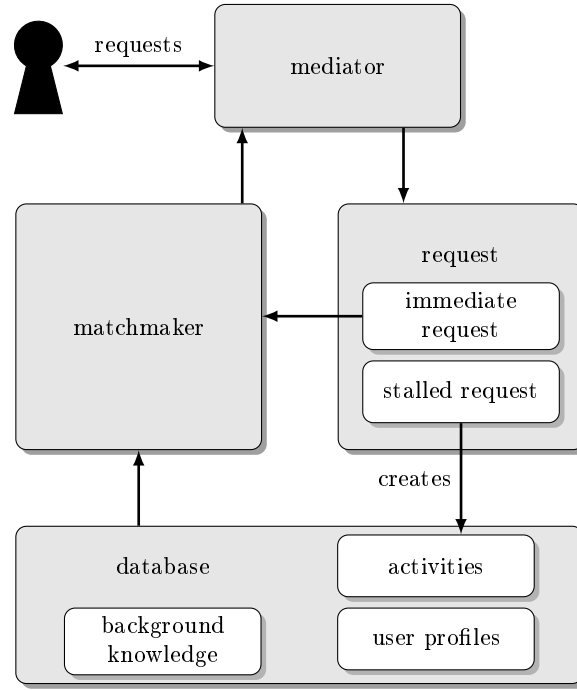 requests
mediator
request
immediate
request
matchmaker
stalled request
creates
database
activities
background
knowledge
user profiles